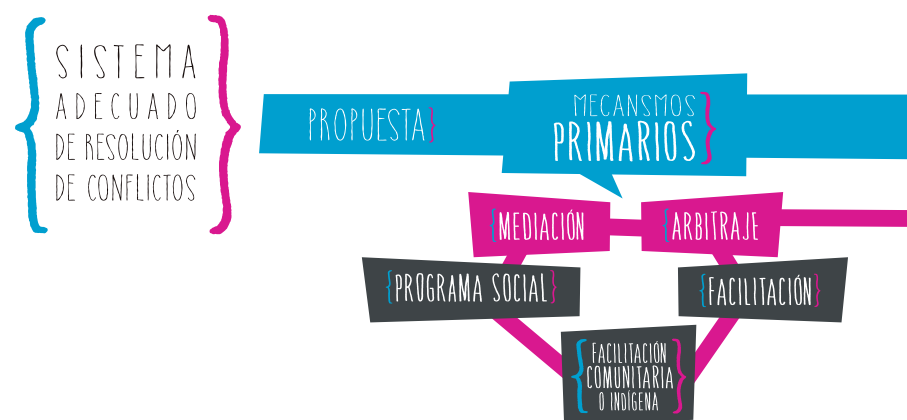 SISTEMA
ADECUADO
DE RESOLUCIÓN
DE CONFLICTOS
PROPUESTA}
MECANSMOS
PRIMARIOS}
{MEDIACIÓN
{ARBITRAJE
{PROGRAMA SOCIAL}
{FACILITACIÓN}
FACILITACIÓN
COMUNITARIA
O INDÍGENA